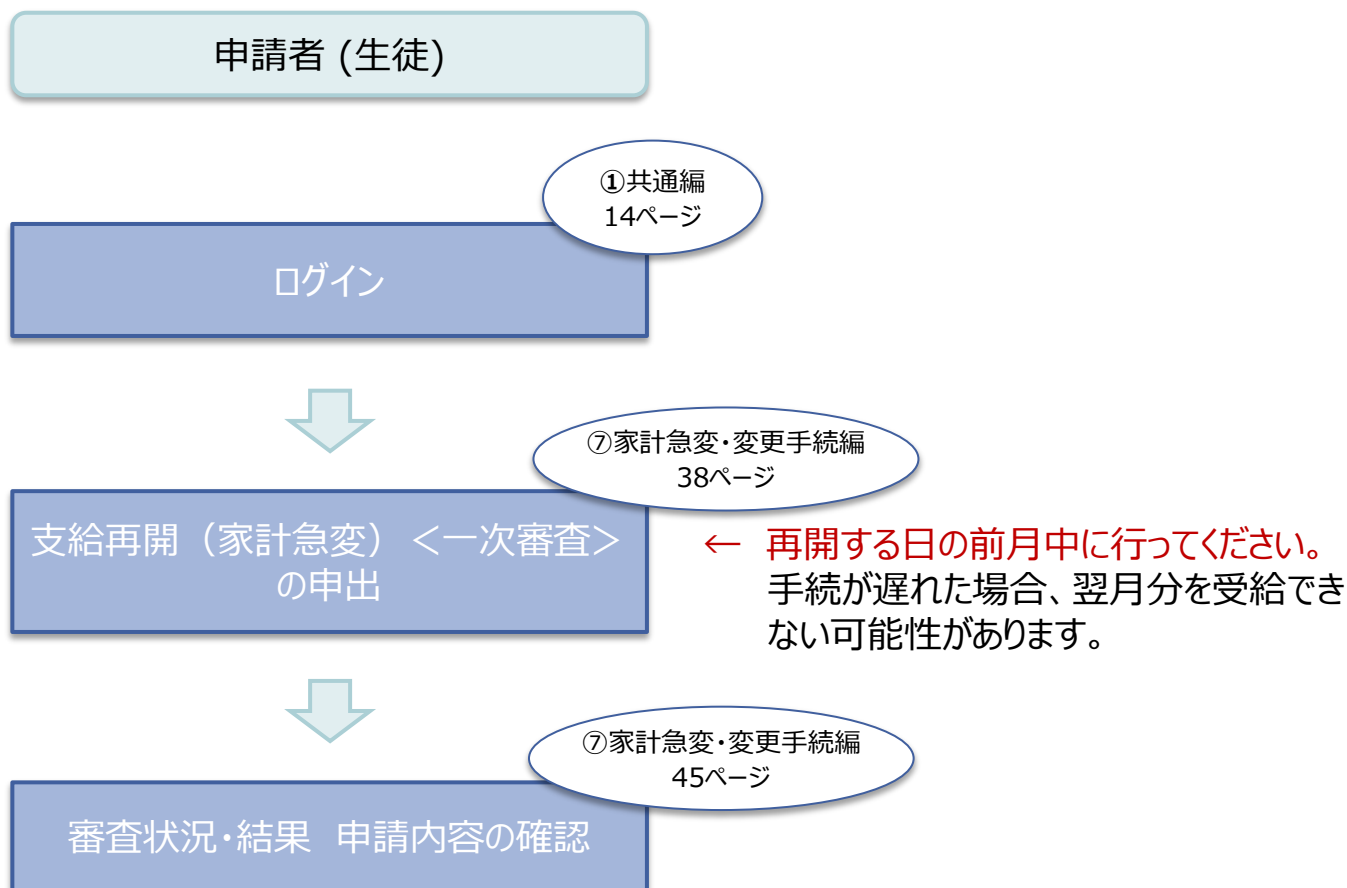 申請者 (生徒)
①共通編
14ページ
ログイン
⑦家計急変・変更手続編
38ページ
支給再開（家計急変）＜一次審査＞
の申出
← 再開する日の前月中に行ってください。
手続が遅れた場合、翌月分を受給でき
ない可能性があります。
⑦家計急変・変更手続編
45ページ
審査状況・結果 申請内容の確認